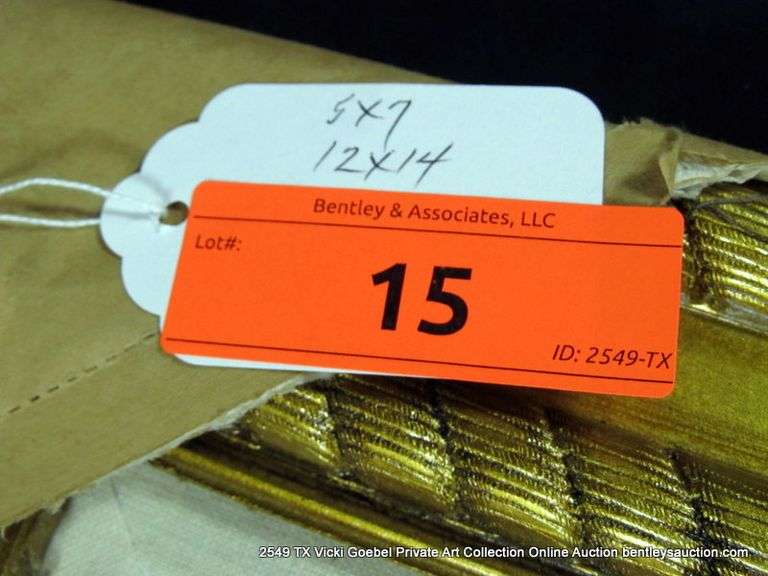 5x7
12x14
Bentley & Associates, LLC
Lot#:
15
ID: 2549-TX
2549 TX Vicki Goebel Private Art Collection Online Auction bentleysauction.com